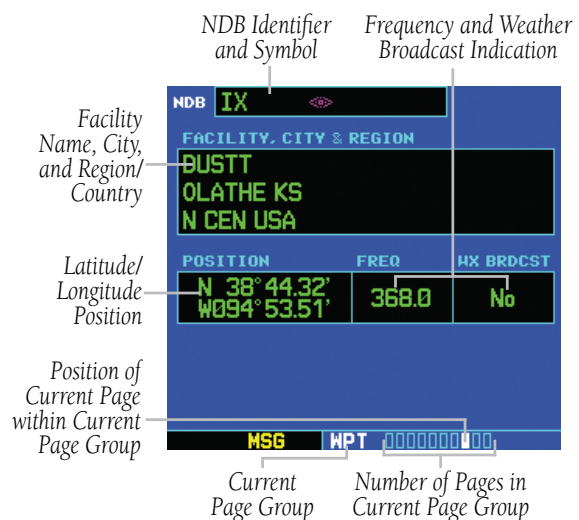 NDB Identifier
and Symbol
Frequency and Weather
Broadcast Indication
NDB IX
Facility
Name, City,
and Region/
Country
FACILITY, CITY & REGION
BUSTT
OLATHE KS
N CEN USA
Latitude/
Longitude
Position
POSITION FREQ WX BRDCST
N 38°44.32'
W094°53.51'
368.0 No
Position of
Current Page
within Current
Page Group
MSG WPT
Current
Page Group
Number of Pages in
Current Page Group